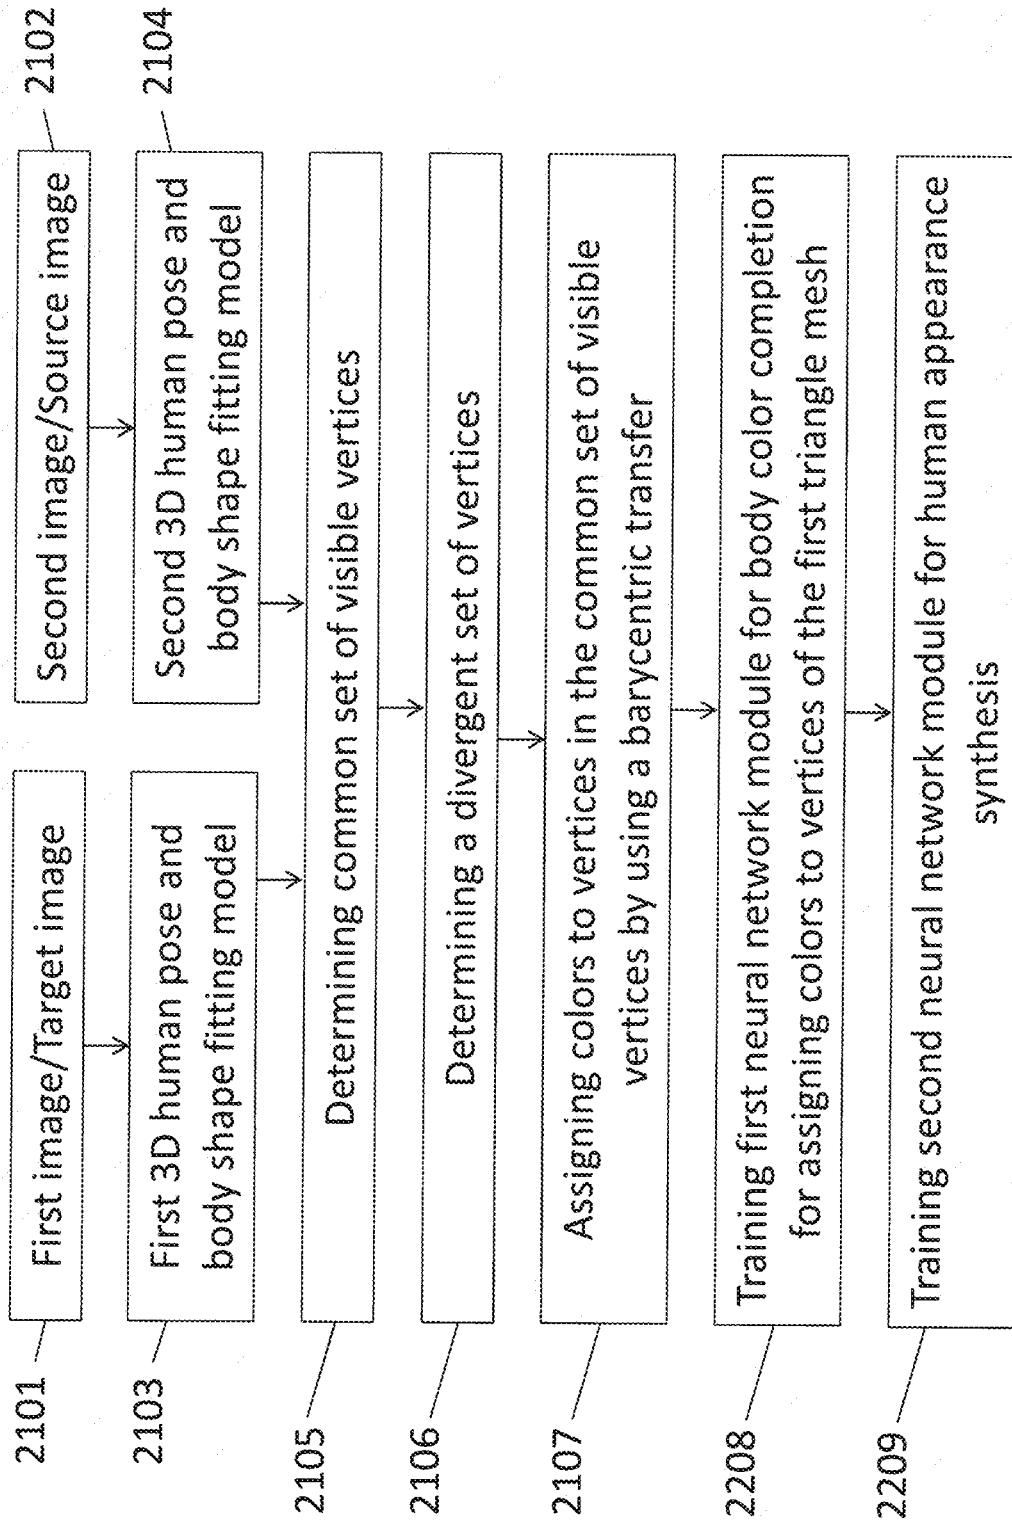 2101
First image/Target image
Second image/Source image
2102
2103
First 3D human pose and
body shape fitting model
Second 3D human pose and
body shape fitting model
2104
2105
Determining common set of visible vertices
2106
Determining a divergent set of vertices
2107
Assigning colors to vertices in the common set of visible
vertices by using a barycentric transfer
2208
Training first neural network module for body color completion
for assigning colors to vertices of the first triangle mesh
2209
Training second neural network module for human appearance
synthesis